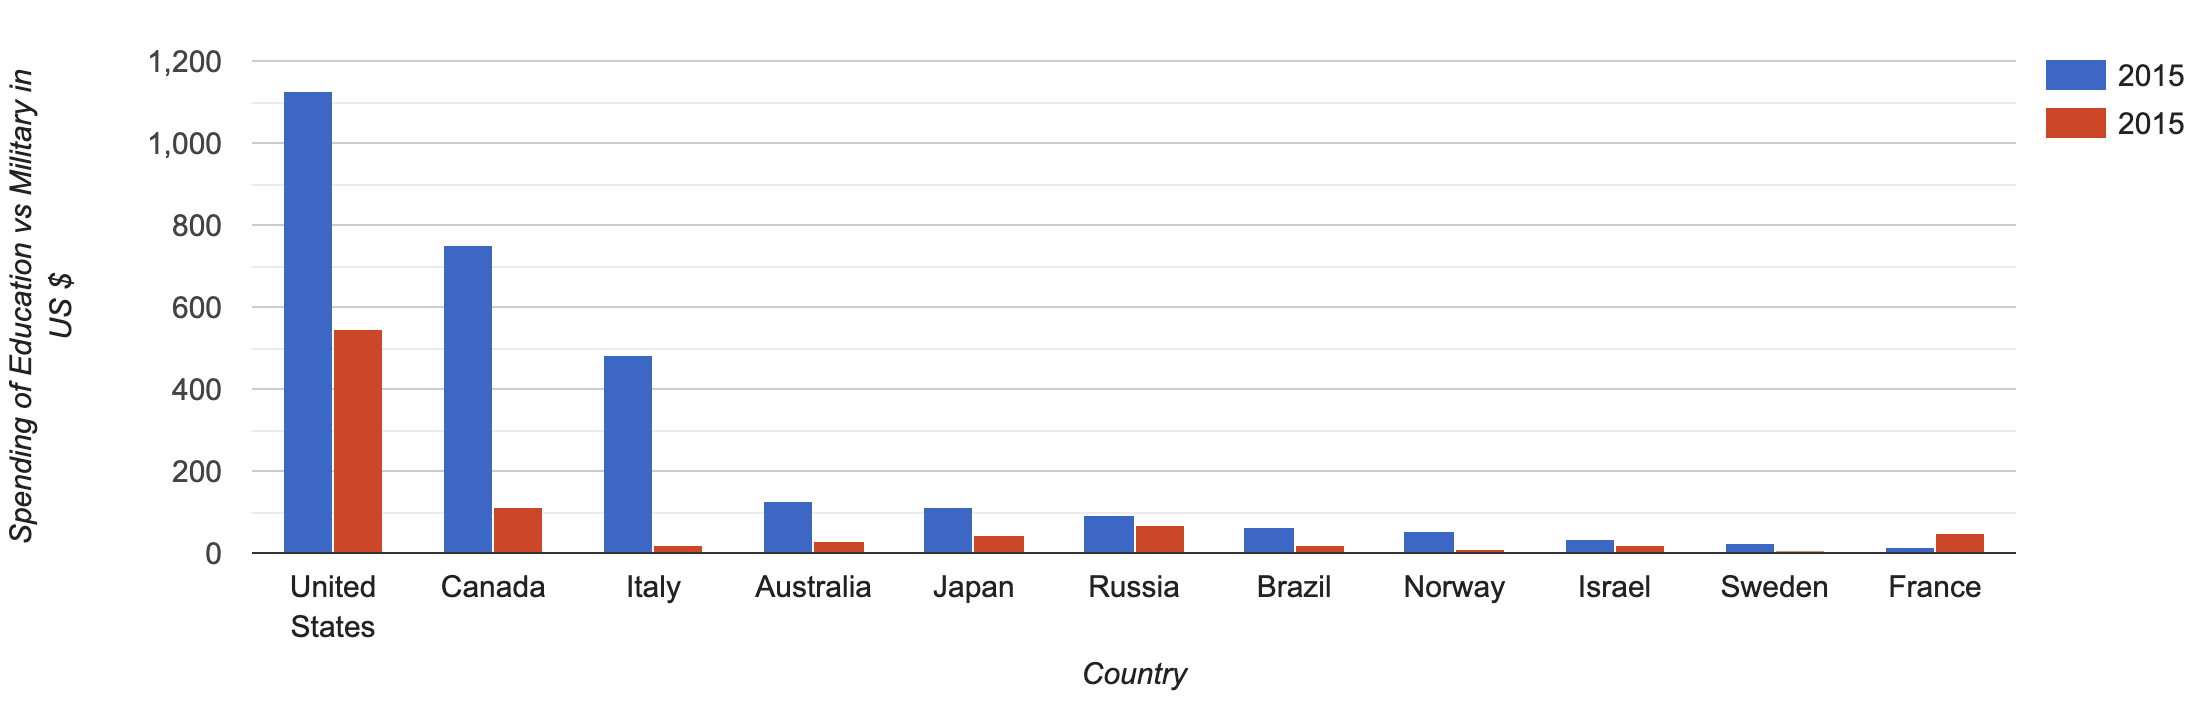 Spending of Education vs Military in
US $
1,200
1,000
800
600
400
200
0
2015
2015
United
States
Canada
Italy
Australia
Japan
Russia
Brazil
Norway
Israel
Sweden
France
Country